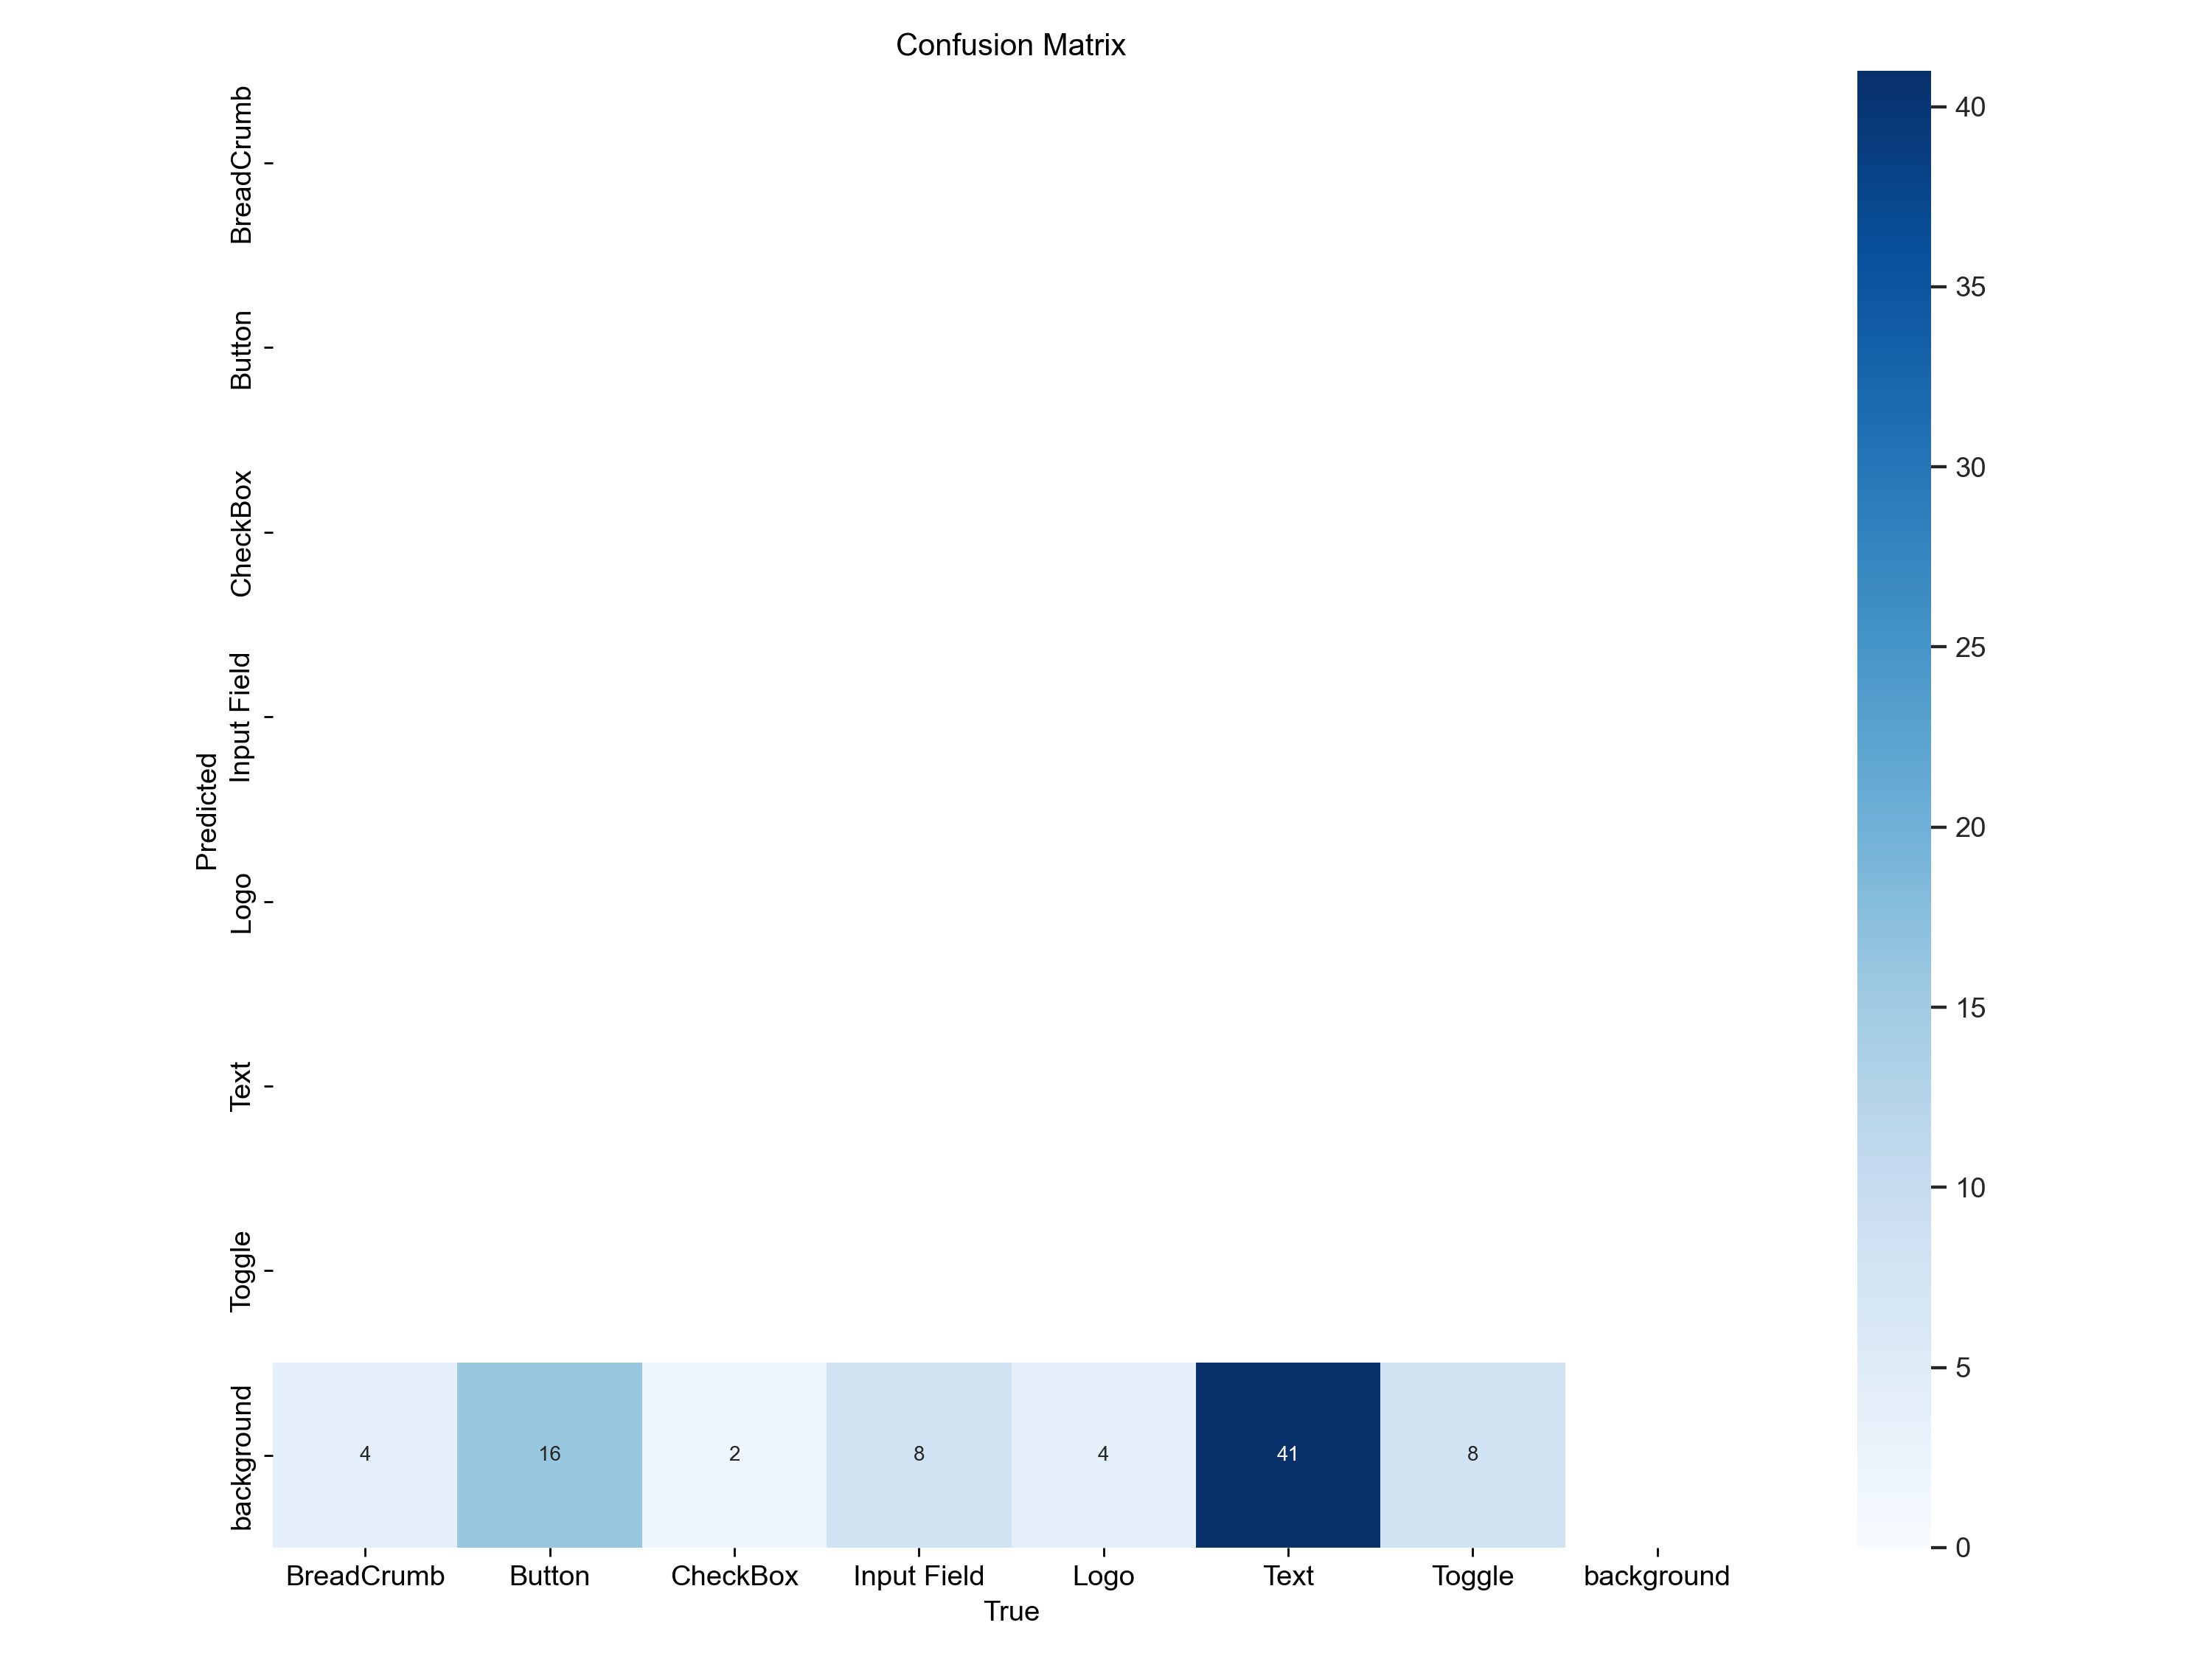 Confusion Matrix
BreadCrumb
Button
CheckBox
Input Field
Logo
Text
Toggle
background
Predicted
4 16 2 8 4 41 8
BreadCrumb Button CheckBox Input Field Logo Text Toggle background
True
40
35
30
25
20
15
10
5
0